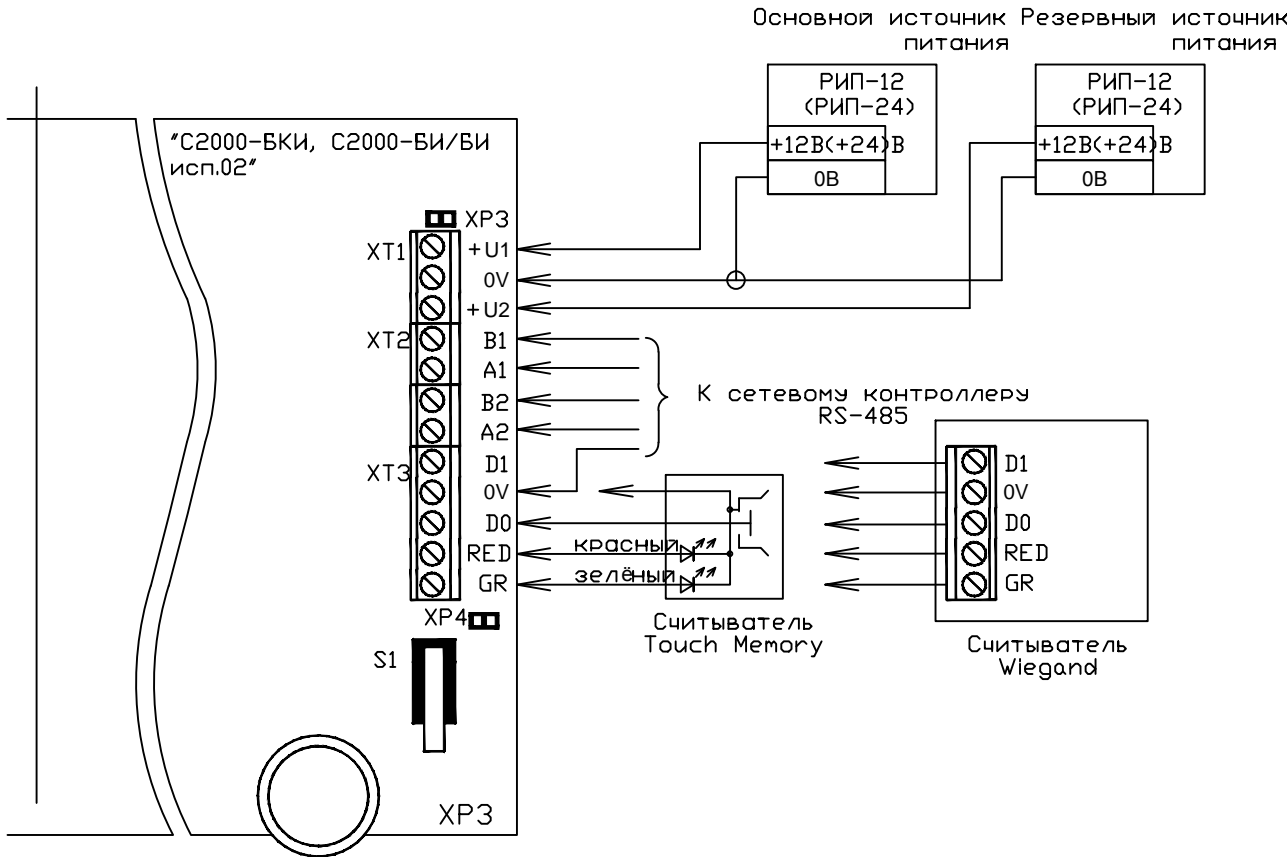 Основной источник
питания
Резервный источник
питания
РИП-12
(РИП-24)
+12В(+24)В
0В
РИП-12
(РИП-24)
+12В(+24)В
0В
"С2000-БКИ, С2000-БИ/БИ
исп.02"
XP3
XT1
+U1
0V
+U2
XT2
B1
A1
B2
A2
К сетевому контроллеру
RS-485
XT3
D1
0V
D0
RED
GR
красный
зелёный
D1
0V
D0
RED
GR
XP4
S1
Считыватель
Touch Memory
Считыватель
Wiegand
XP3